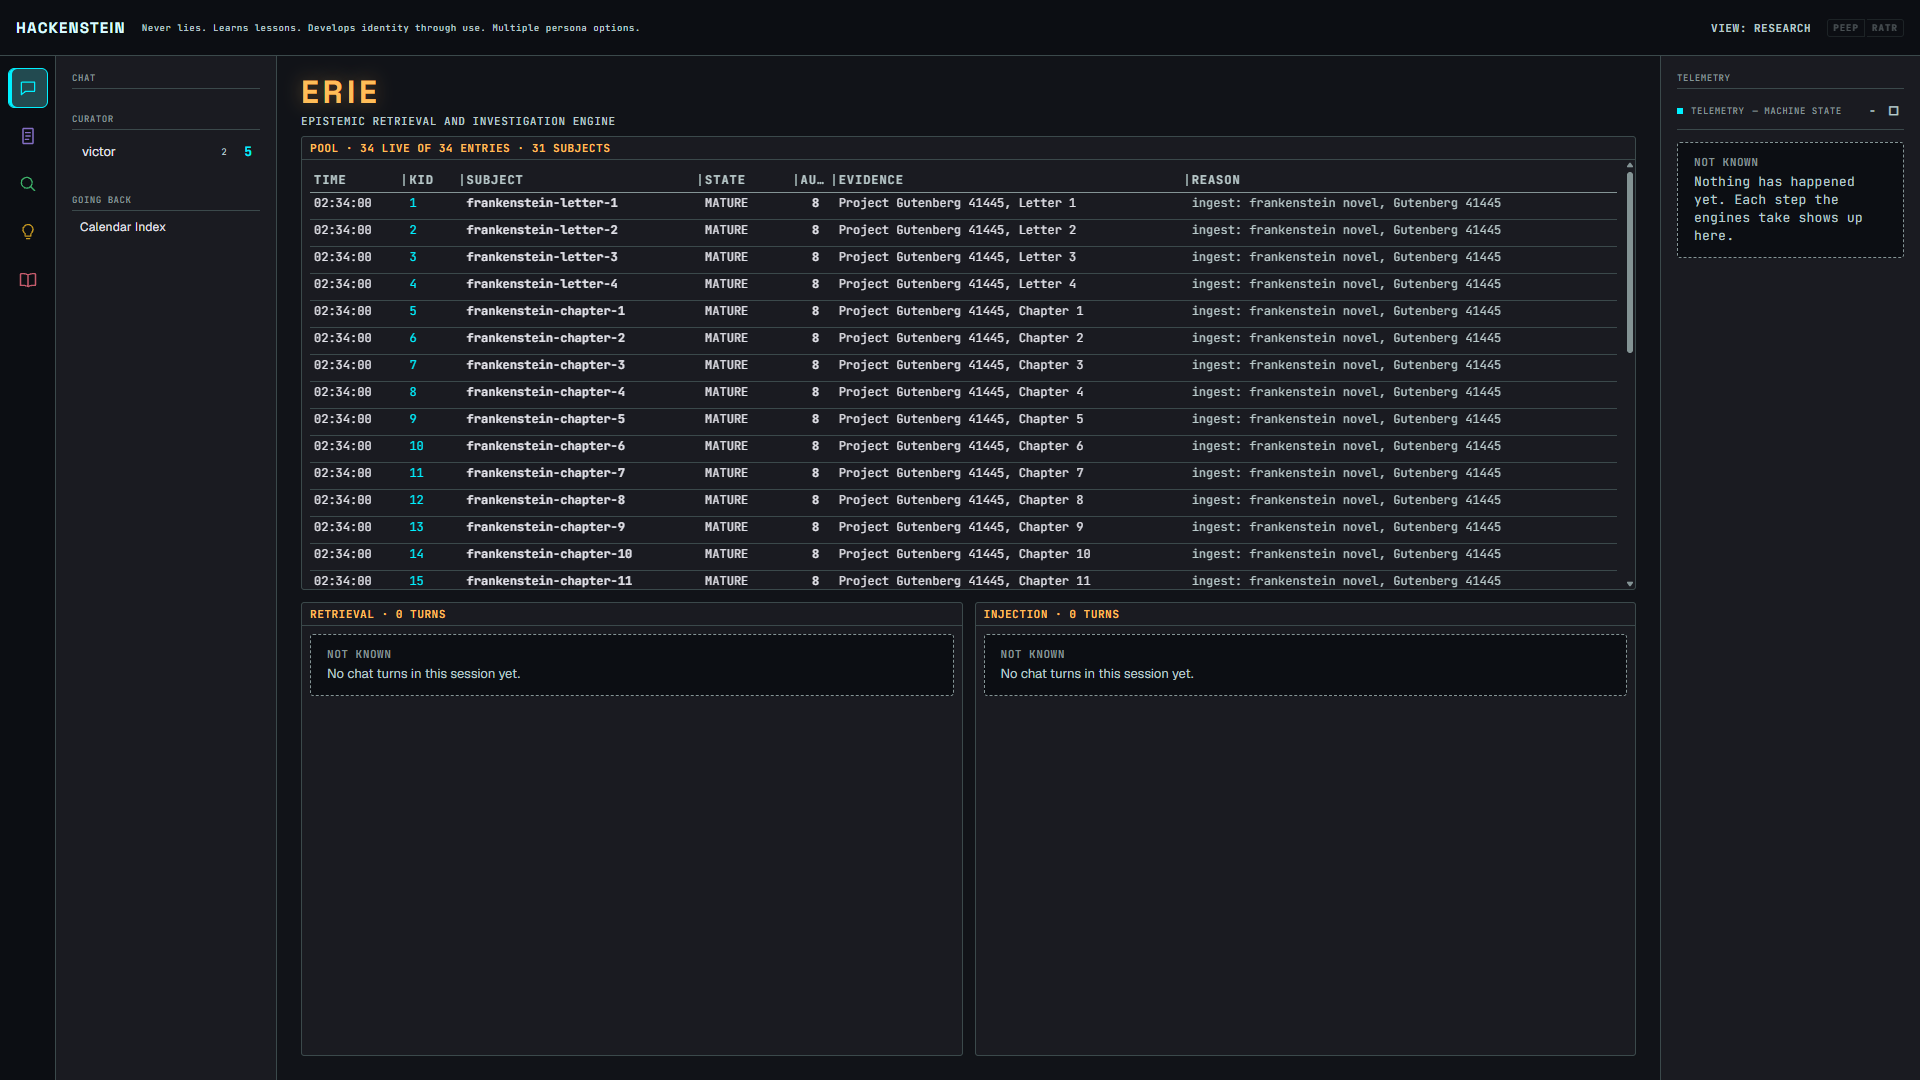 HACKENSTEIN Never lies. Learns lessons. Develops identity through use. Multiple persona options. VIEW: RESEARCH PEEP RATR
CHAT
CURATOR
victor 2 5
GOING BACK
Calendar Index
ERIE
EPISTEMIC RETRIEVAL AND INVESTIGATION ENGINE
POOL · 34 LIVE OF 34 ENTRIES · 31 SUBJECTS
TIME |KID |SUBJECT |STATE |AU… |EVIDENCE |REASON
02:34:00 1 frankenstein-letter-1 MATURE 8 Project Gutenberg 41445, Letter 1 ingest: frankenstein novel, Gutenberg 41445
02:34:00 2 frankenstein-letter-2 MATURE 8 Project Gutenberg 41445, Letter 2 ingest: frankenstein novel, Gutenberg 41445
02:34:00 3 frankenstein-letter-3 MATURE 8 Project Gutenberg 41445, Letter 3 ingest: frankenstein novel, Gutenberg 41445
02:34:00 4 frankenstein-letter-4 MATURE 8 Project Gutenberg 41445, Letter 4 ingest: frankenstein novel, Gutenberg 41445
02:34:00 5 frankenstein-chapter-1 MATURE 8 Project Gutenberg 41445, Chapter 1 ingest: frankenstein novel, Gutenberg 41445
02:34:00 6 frankenstein-chapter-2 MATURE 8 Project Gutenberg 41445, Chapter 2 ingest: frankenstein novel, Gutenberg 41445
02:34:00 7 frankenstein-chapter-3 MATURE 8 Project Gutenberg 41445, Chapter 3 ingest: frankenstein novel, Gutenberg 41445
02:34:00 8 frankenstein-chapter-4 MATURE 8 Project Gutenberg 41445, Chapter 4 ingest: frankenstein novel, Gutenberg 41445
02:34:00 9 frankenstein-chapter-5 MATURE 8 Project Gutenberg 41445, Chapter 5 ingest: frankenstein novel, Gutenberg 41445
02:34:00 10 frankenstein-chapter-6 MATURE 8 Project Gutenberg 41445, Chapter 6 ingest: frankenstein novel, Gutenberg 41445
02:34:00 11 frankenstein-chapter-7 MATURE 8 Project Gutenberg 41445, Chapter 7 ingest: frankenstein novel, Gutenberg 41445
02:34:00 12 frankenstein-chapter-8 MATURE 8 Project Gutenberg 41445, Chapter 8 ingest: frankenstein novel, Gutenberg 41445
02:34:00 13 frankenstein-chapter-9 MATURE 8 Project Gutenberg 41445, Chapter 9 ingest: frankenstein novel, Gutenberg 41445
02:34:00 14 frankenstein-chapter-10 MATURE 8 Project Gutenberg 41445, Chapter 10 ingest: frankenstein novel, Gutenberg 41445
02:34:00 15 frankenstein-chapter-11 MATURE 8 Project Gutenberg 41445, Chapter 11 ingest: frankenstein novel, Gutenberg 41445
RETRIEVAL · 0 TURNS
NOT KNOWN
No chat turns in this session yet.
INJECTION · 0 TURNS
NOT KNOWN
No chat turns in this session yet.
TELEMETRY
TELEMETRY — MACHINE STATE -
NOT KNOWN
Nothing has happened
yet. Each step the
engines take shows up
here.